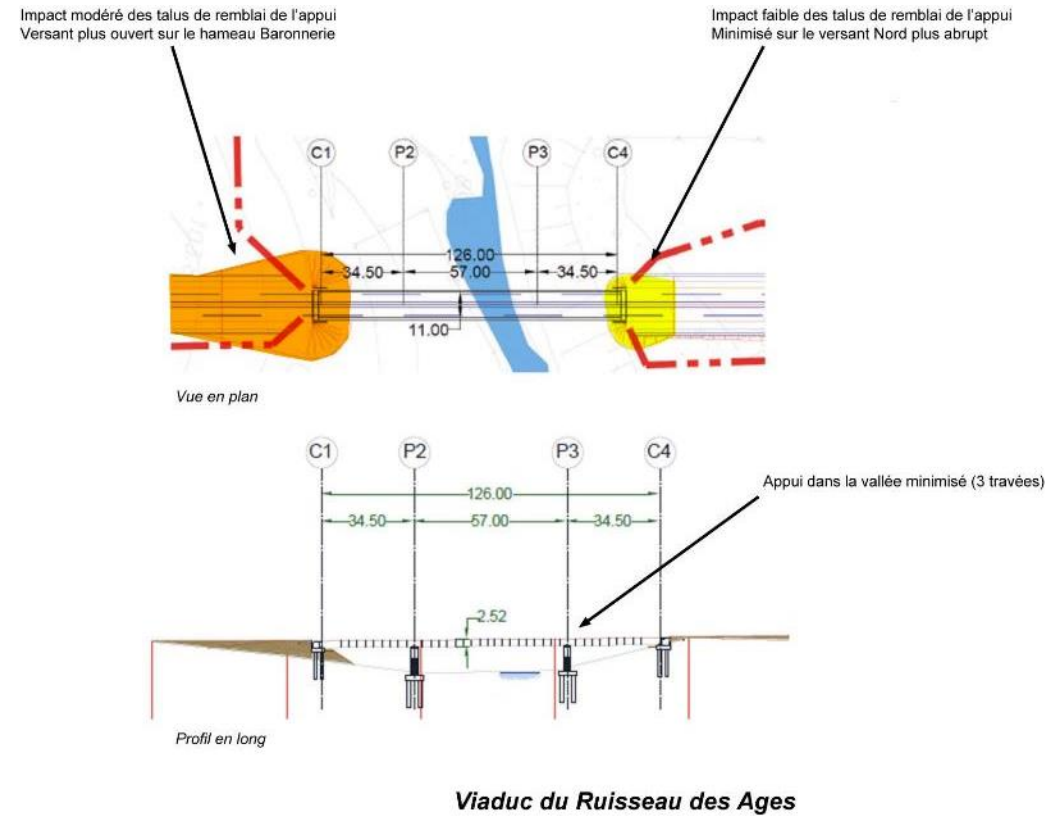 Impact modéré des talus de remblai de l'appui
Versant plus ouvert sur le hameau Baronnerie
Impact faible des talus de remblai de l'appui
Minimisé sur le versant Nord plus abrupt
C1 P2 P3 C4
126.00
34.50 57.00 34.50
11.00
Vue en plan
C1 P2 P3 C4
126.00
34.50 57.00 34.50
Appui dans la vallée minimisé (3 travées)
2.52
Profil en long
Viaduc du Ruisseau des Ages